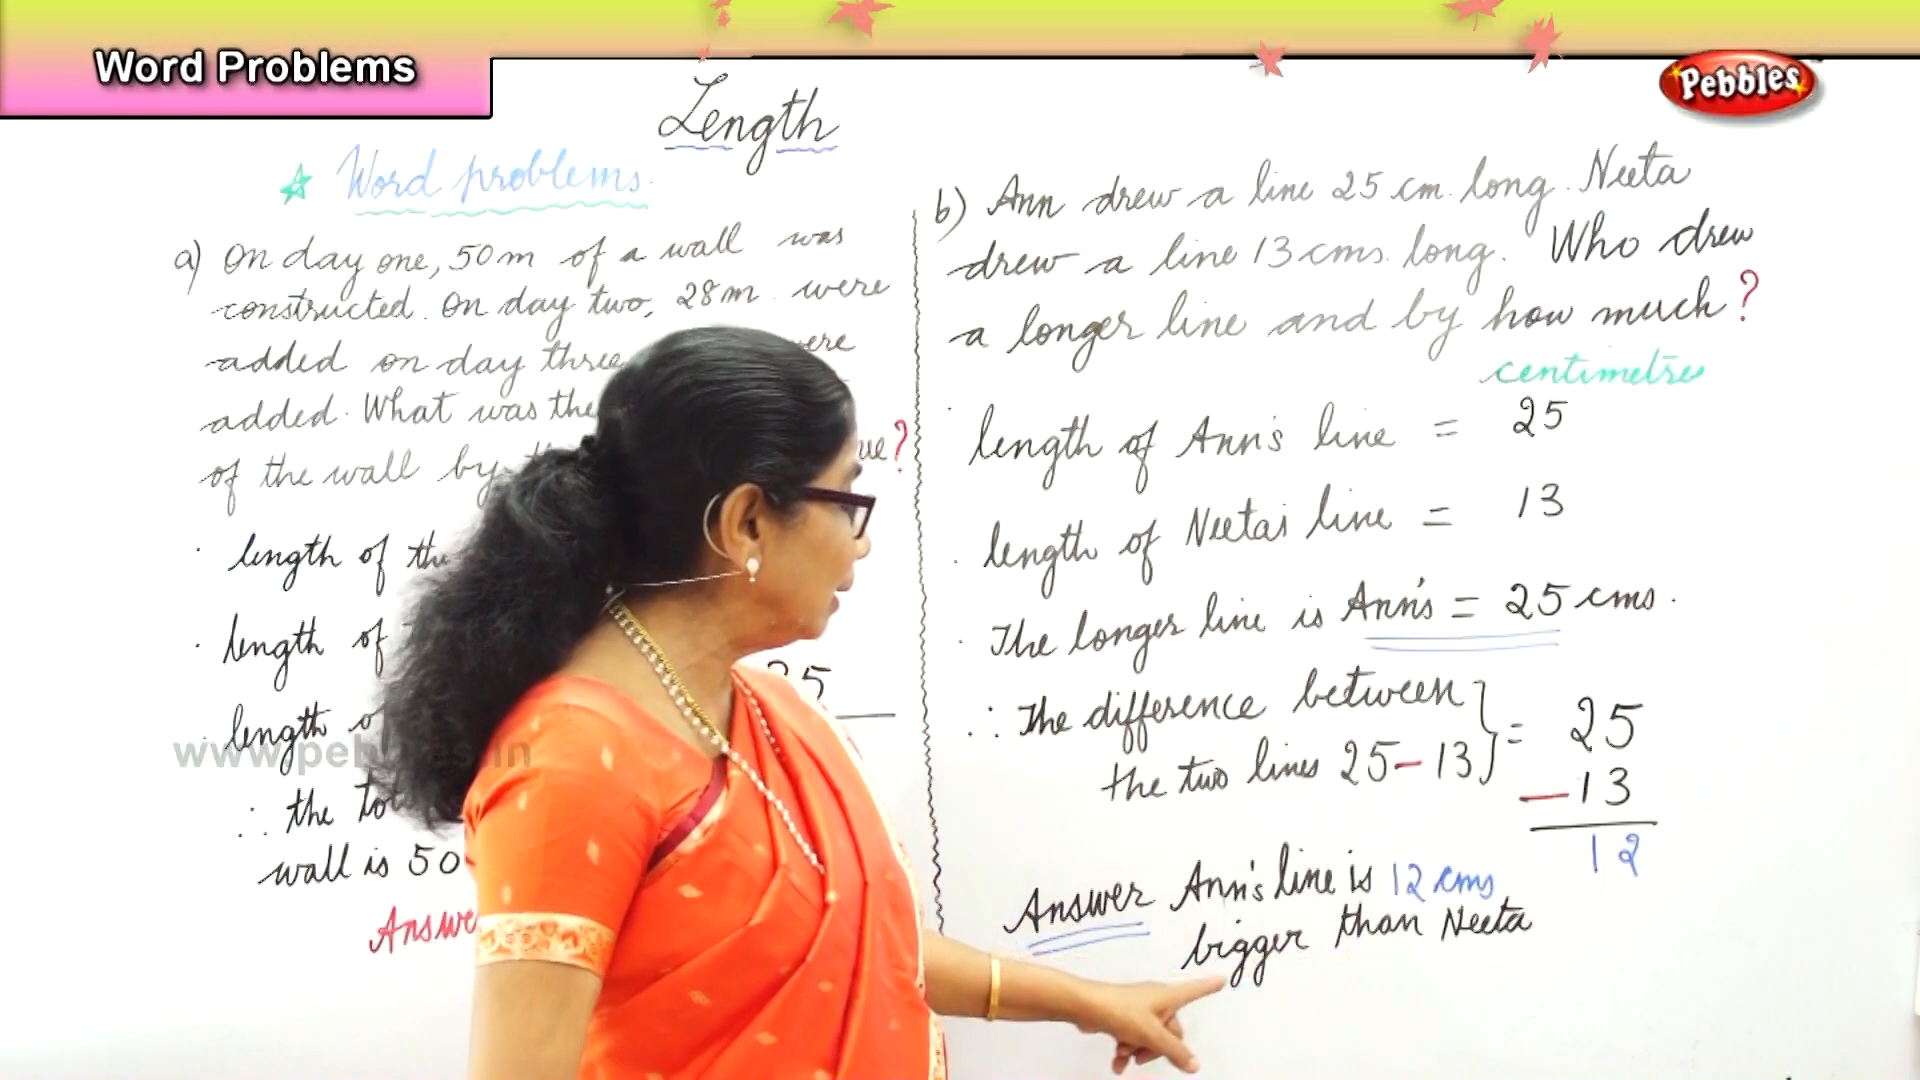 Word Problems
Pebbles
Length
Word problems
a) On day one, 50m of a wall was
constructed. On day two, 28m were
added on day three were
added. What was the
of the wall by
?
length of the
length of
25
length
www.pebbles.in
∴ the
wall is 50
b) Ann drew a line 25 cm long. Neeta
drew a line 13 cms. long. Who drew
a longer line and by how much?
centimetres
length of Ann's line = 25
length of Neeta's line = 13
The longer line is Ann's = 25 cms.
∴ The difference between
the two lines 25 - 13 } = 25
- 13
12
Answer Ann's line is 12 cms
bigger than Neeta